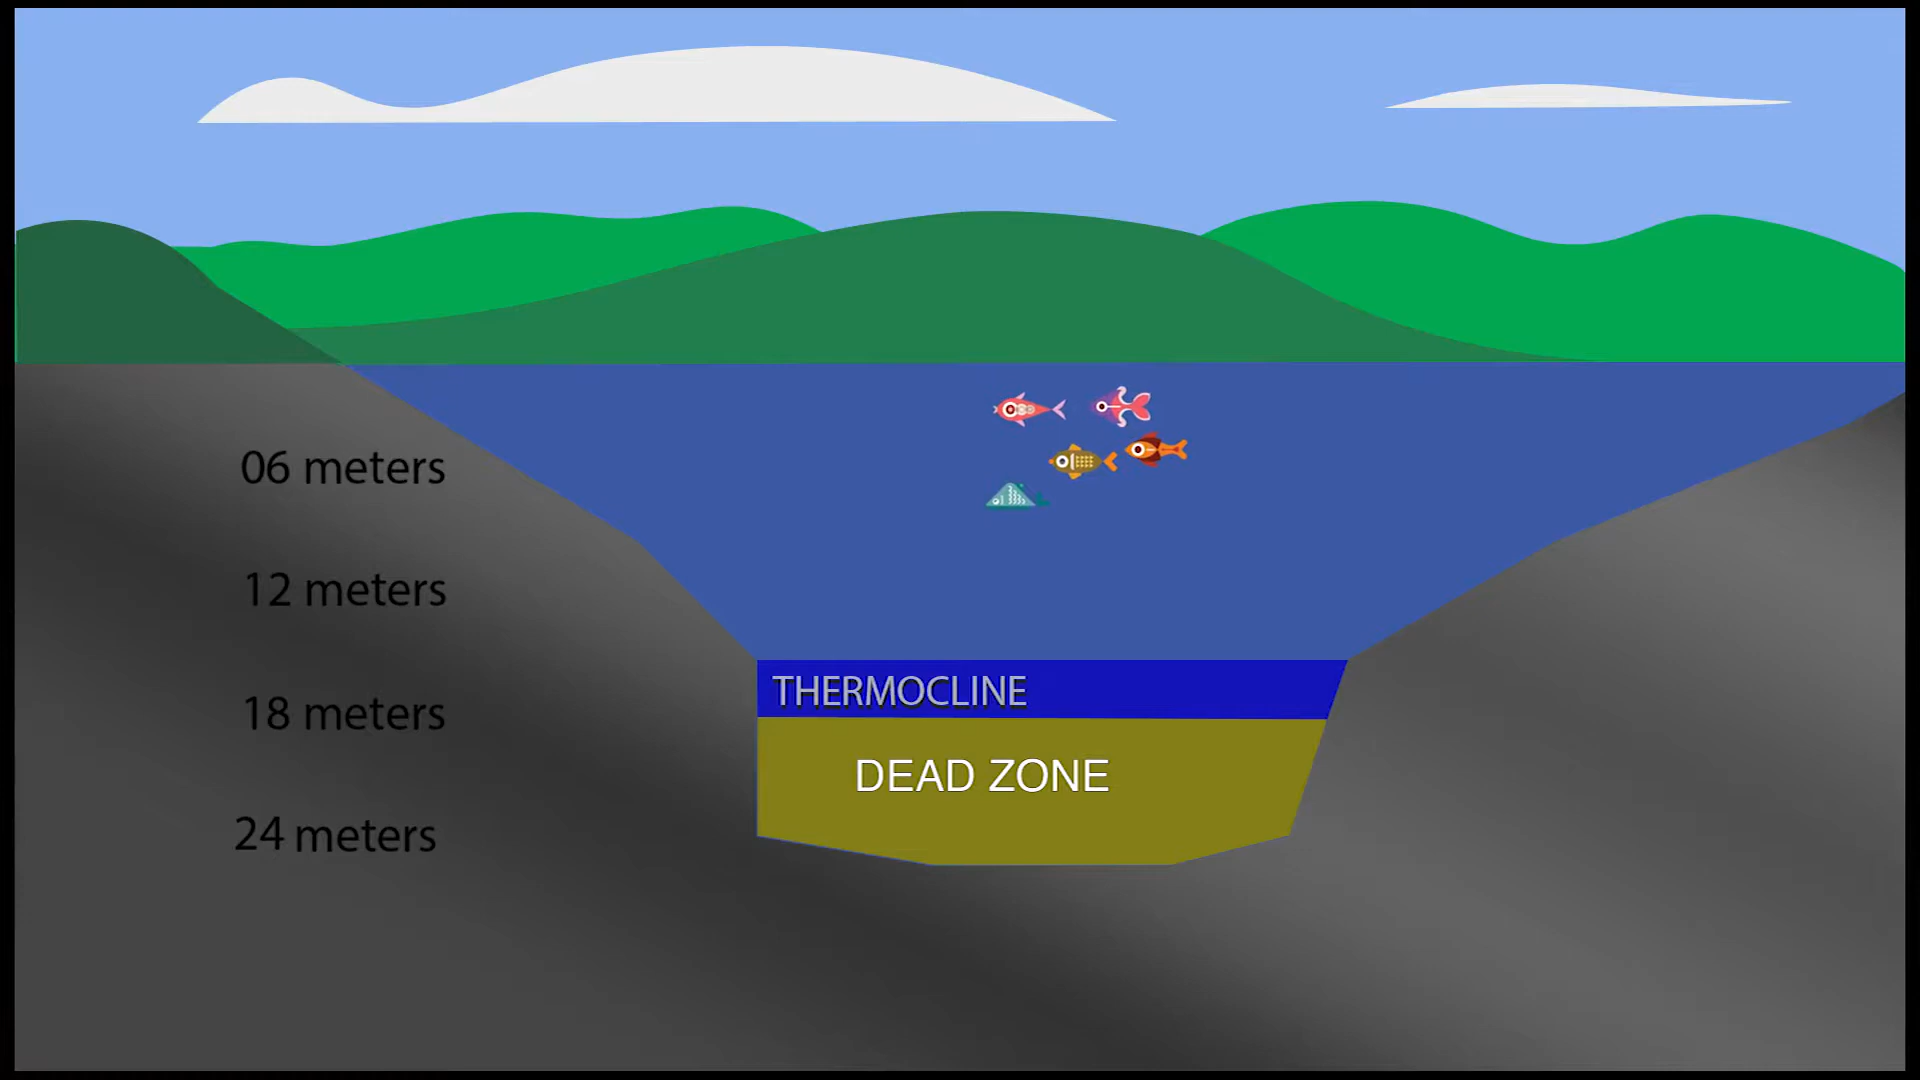 06 meters
12 meters
THERMOCLINE
18 meters
DEAD ZONE
24 meters